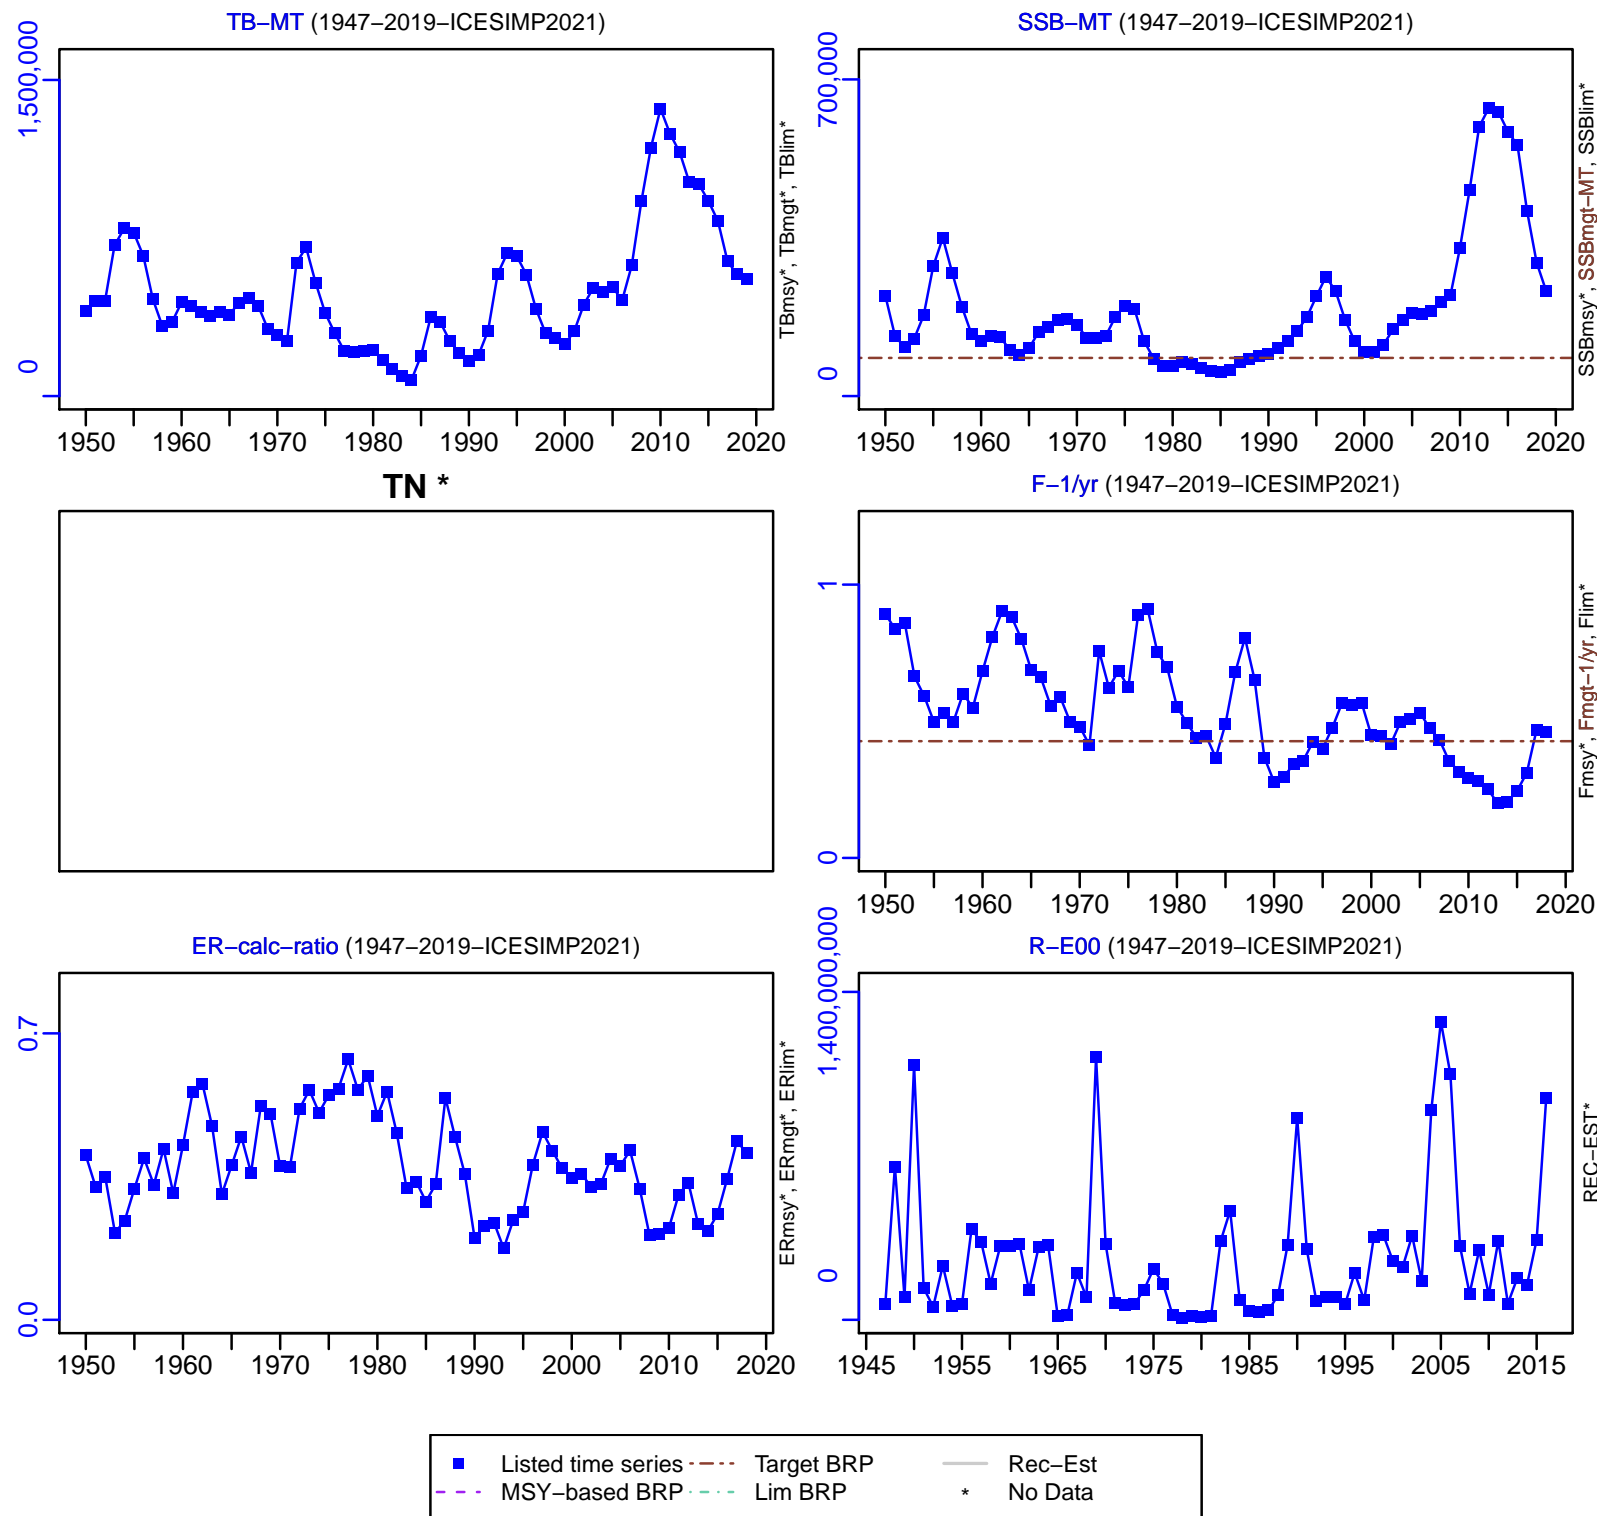 TB−MT (1947−2019−ICESIMP2021)
1,500,000
0
1950 1960 1970 1980 1990 2000 2010 2020
TBmsy*, TBmgt*, TBlim*
SSB−MT (1947−2019−ICESIMP2021)
700,000
0
1950 1960 1970 1980 1990 2000 2010 2020
SSBmsy*, SSBmgt−MT, SSBlim*
TN *
F−1/yr (1947−2019−ICESIMP2021)
1
0
1950 1960 1970 1980 1990 2000 2010 2020
Fmsy*, Fmgt−1/yr, Flim*
ER−calc−ratio (1947−2019−ICESIMP2021)
0.7
0.0
1950 1960 1970 1980 1990 2000 2010 2020
ERmsy*, ERmgt*, ERlim*
R−E00 (1947−2019−ICESIMP2021)
1,400,000,000
0
1945 1955 1965 1975 1985 1995 2005 2015
REC−EST*
Listed time series Target BRP Rec−Est
MSY−based BRP Lim BRP * No Data